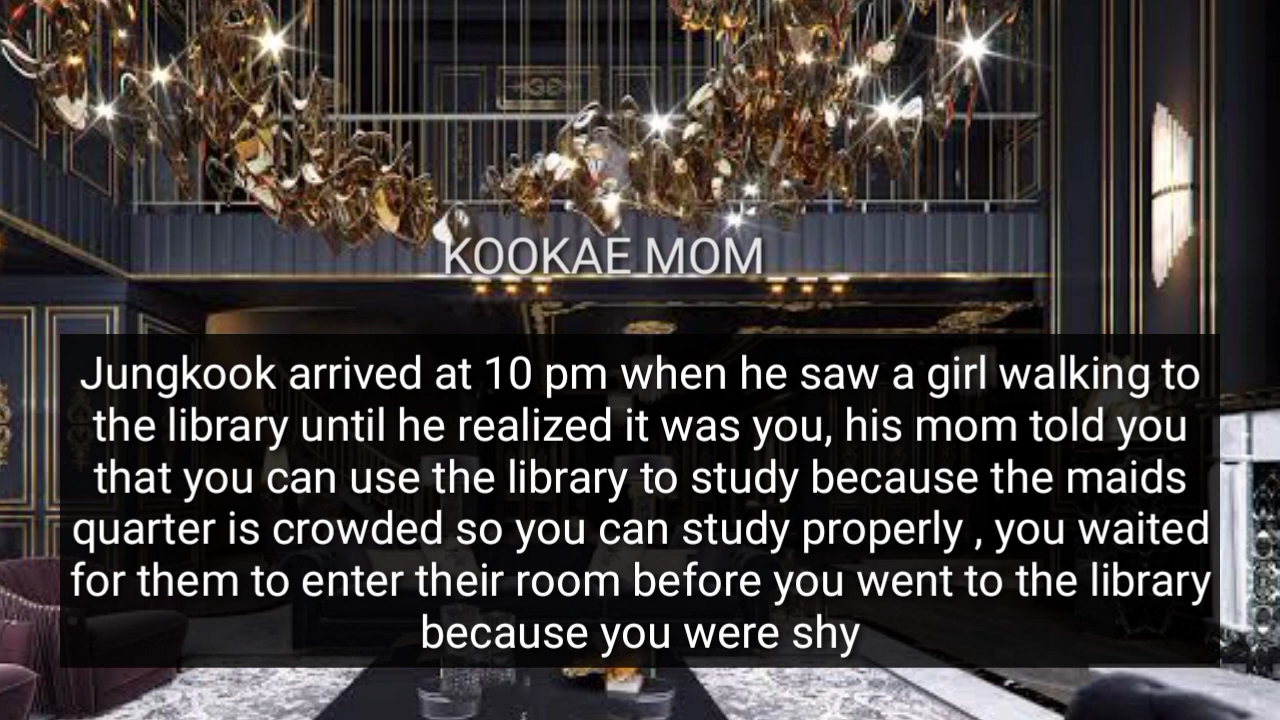 KOOKAE MOM
Jungkook arrived at 10 pm when he saw a girl walking to
the library until he realized it was you, his mom told you
that you can use the library to study because the maids
quarter is crowded so you can study properly , you waited
for them to enter their room before you went to the library
because you were shy